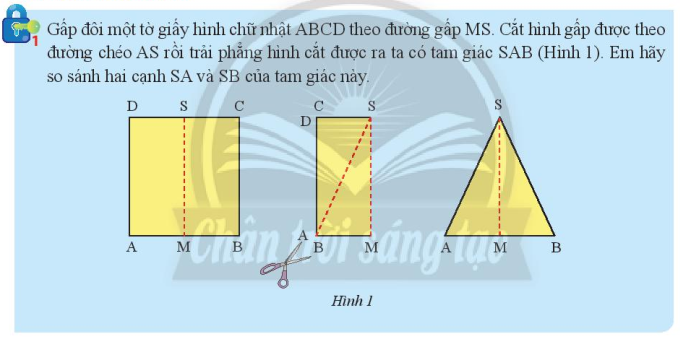 1 Gấp đôi một tờ giấy hình chữ nhật ABCD theo đường gấp MS. Cắt hình gấp được theo
đường chéo AS rồi trải phẳng hình cắt được ra ta có tam giác SAB (Hình 1). Em hãy
so sánh hai cạnh SA và SB của tam giác này.
D S C
C S
D
S
A M B
A
B M
A M B
Chân trời sáng tạo
Hình 1